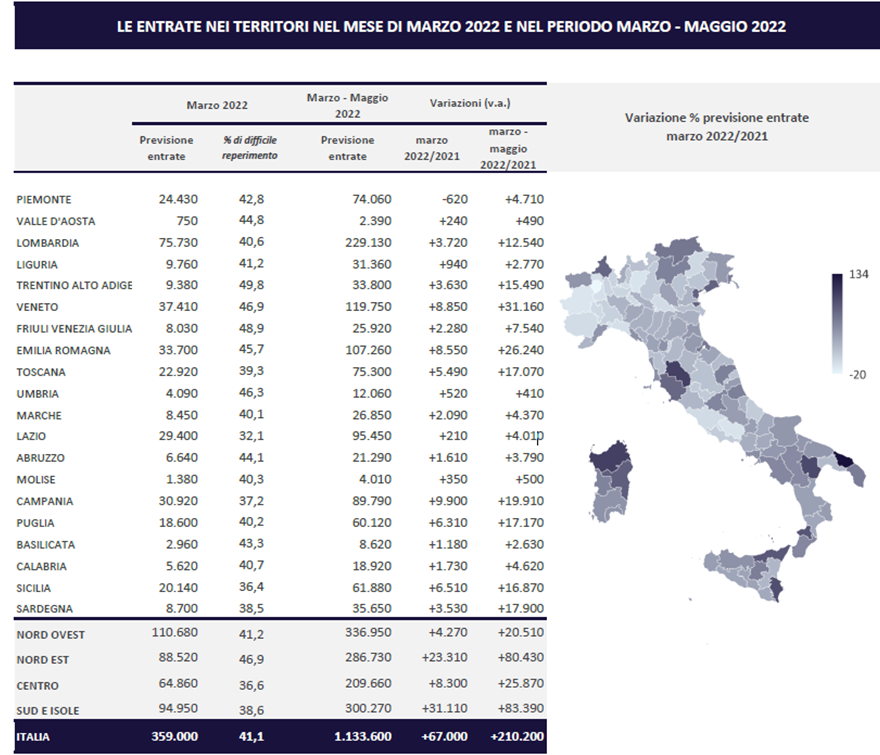 LE ENTRATE NEI TERRITORI NEL MESE DI MARZO 2022 E NEL PERIODO MARZO - MAGGIO 2022
Marzo 2022 Marzo - Maggio 2022 Variazioni (v.a.)
Previsione entrate % di difficile reperimento Previsione entrate marzo 2022/2021 marzo - maggio 2022/2021
PIEMONTE 24.430 42,8 74.060 -620 +4.710
VALLE D'AOSTA 750 44,8 2.390 +240 +490
LOMBARDIA 75.730 40,6 229.130 +3.720 +12.540
LIGURIA 9.760 41,2 31.360 +940 +2.770
TRENTINO ALTO ADIGE 9.380 49,8 33.800 +3.630 +15.490
VENETO 37.410 46,9 119.750 +8.850 +31.160
FRIULI VENEZIA GIULIA 8.030 48,9 25.920 +2.280 +7.540
EMILIA ROMAGNA 33.700 45,7 107.260 +8.550 +26.240
TOSCANA 22.920 39,3 75.300 +5.490 +17.070
UMBRIA 4.090 46,3 12.060 +520 +410
MARCHE 8.450 40,1 26.850 +2.090 +4.370
LAZIO 29.400 32,1 95.450 +210 +4.010
ABRUZZO 6.640 44,1 21.290 +1.610 +3.790
MOLISE 1.380 40,3 4.010 +350 +500
CAMPANIA 30.920 37,2 89.790 +9.900 +19.910
PUGLIA 18.600 40,2 60.120 +6.310 +17.170
BASILICATA 2.960 43,3 8.620 +1.180 +2.630
CALABRIA 5.620 40,7 18.920 +1.730 +4.620
SICILIA 20.140 36,4 61.880 +6.510 +16.870
SARDEGNA 8.700 38,5 35.650 +3.530 +17.900
NORD OVEST 110.680 41,2 336.950 +4.270 +20.510
NORD EST 88.520 46,9 286.730 +23.310 +80.430
CENTRO 64.860 36,6 209.660 +8.300 +25.870
SUD E ISOLE 94.950 38,6 300.270 +31.110 +83.390
ITALIA 359.000 41,1 1.133.600 +67.000 +210.200
Variazione % previsione entrate
marzo 2022/2021
134
-20